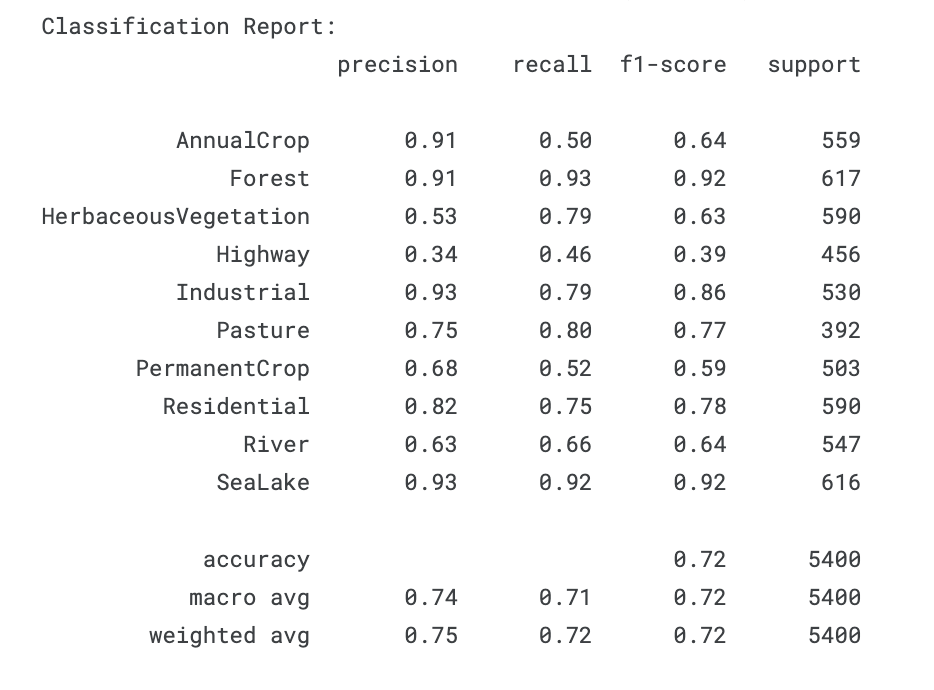 Classification Report:
precision recall f1-score support
AnnualCrop 0.91 0.50 0.64 559
Forest 0.91 0.93 0.92 617
HerbaceousVegetation 0.53 0.79 0.63 590
Highway 0.34 0.46 0.39 456
Industrial 0.93 0.79 0.86 530
Pasture 0.75 0.80 0.77 392
PermanentCrop 0.68 0.52 0.59 503
Residential 0.82 0.75 0.78 590
River 0.63 0.66 0.64 547
SeaLake 0.93 0.92 0.92 616
accuracy 0.72 5400
macro avg 0.74 0.71 0.72 5400
weighted avg 0.75 0.72 0.72 5400